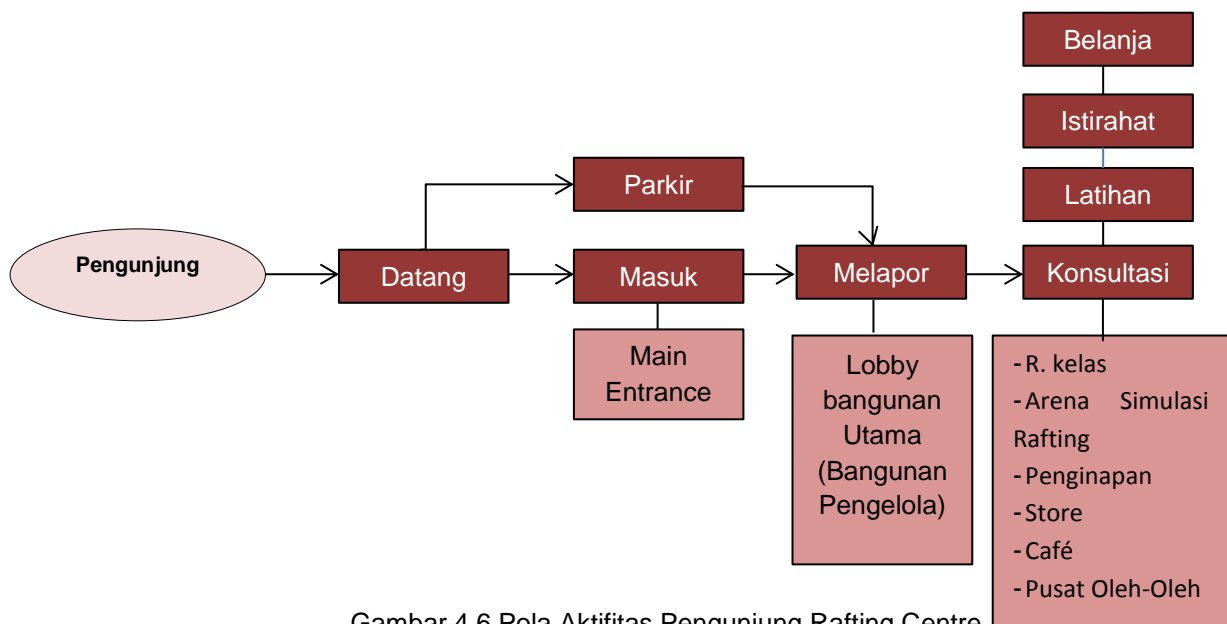 Belanja
Istirahat
Parkir
Latihan
Pengunjung
Datang
Masuk
Melapor
Konsultasi
Main
Entrance
Lobby
bangunan
Utama
(Bangunan
Pengelola)
-R. kelas
-Arena Simulasi
Rafting
-Penginapan
-Store
-Café
-Pusat Oleh-Oleh
Gambar 4.6 Pola Aktifitas Pengunjung Rafting Centre